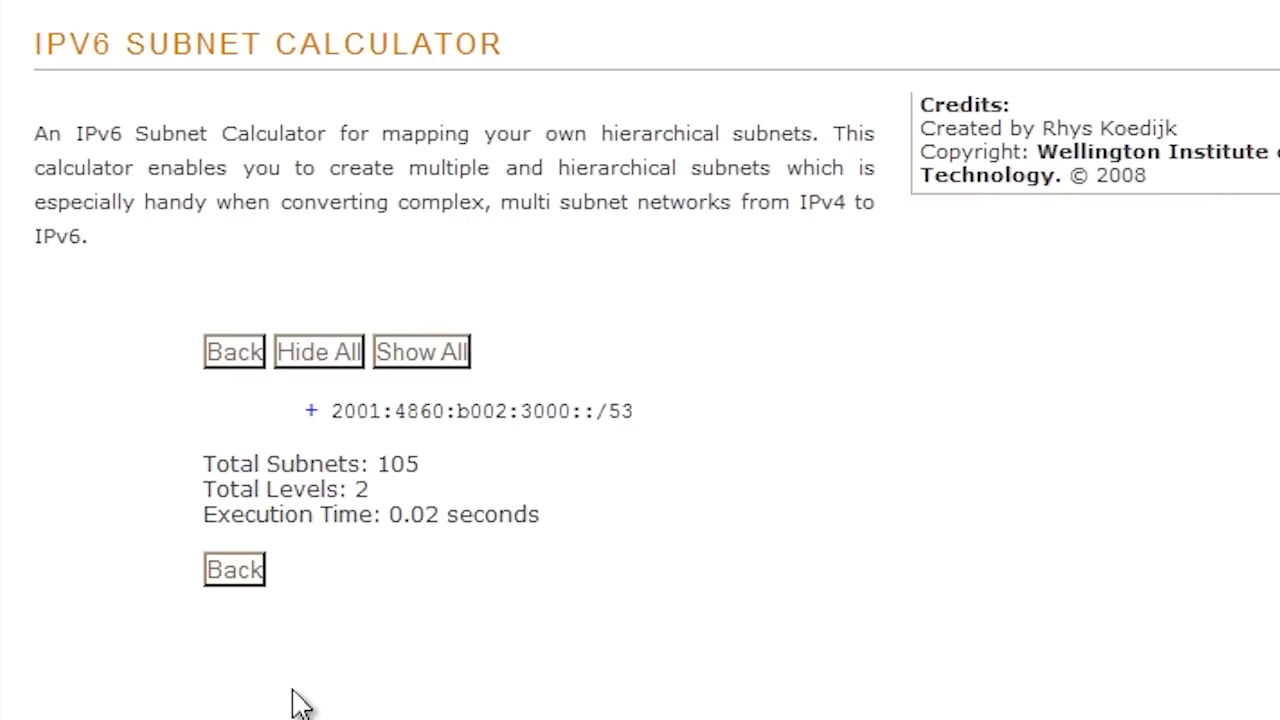 IPV6 SUBNET CALCULATOR
An IPv6 Subnet Calculator for mapping your own hierarchical subnets. This
calculator enables you to create multiple and hierarchical subnets which is
especially handy when converting complex, multi subnet networks from IPv4 to
IPv6.
Credits:
Created by Rhys Koedijk
Copyright: Wellington Institute
Technology. © 2008
Back Hide All Show All
+ 2001:4860:b002:3000::/53
Total Subnets: 105
Total Levels: 2
Execution Time: 0.02 seconds
Back